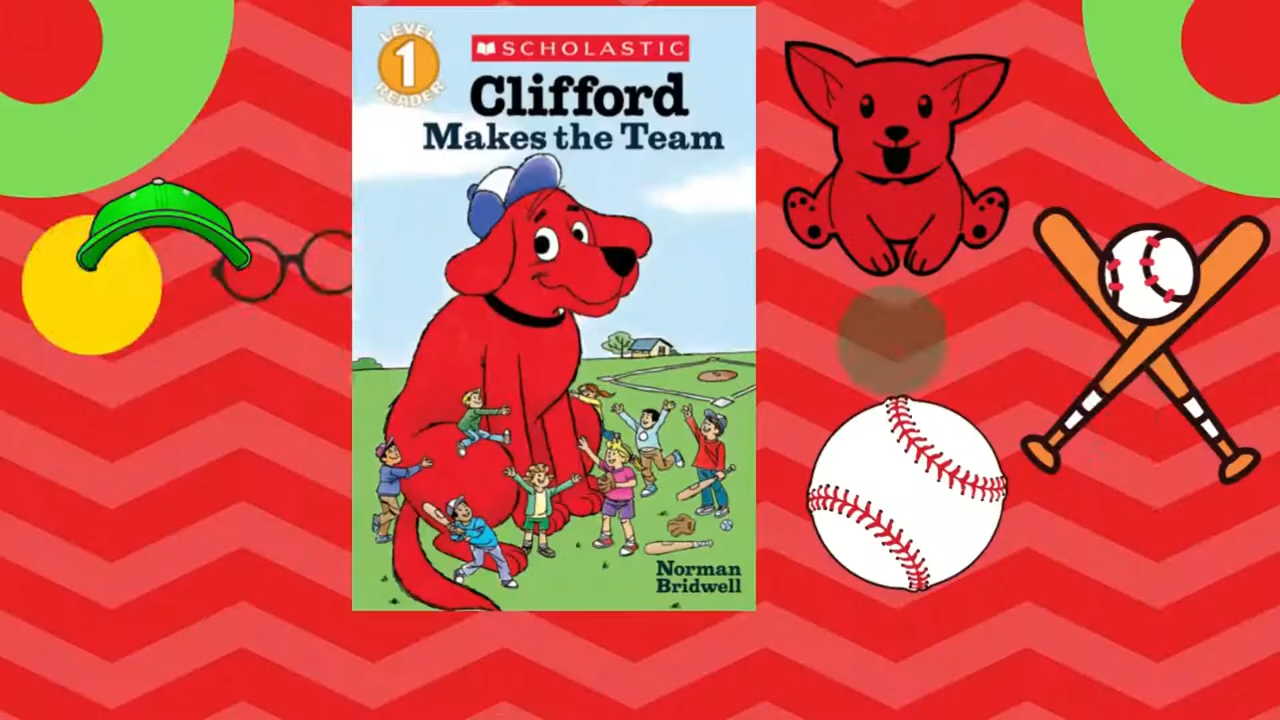 LEVEL
1
READER
SCHOLASTIC
Clifford
Makes the Team
Norman
Bridwell